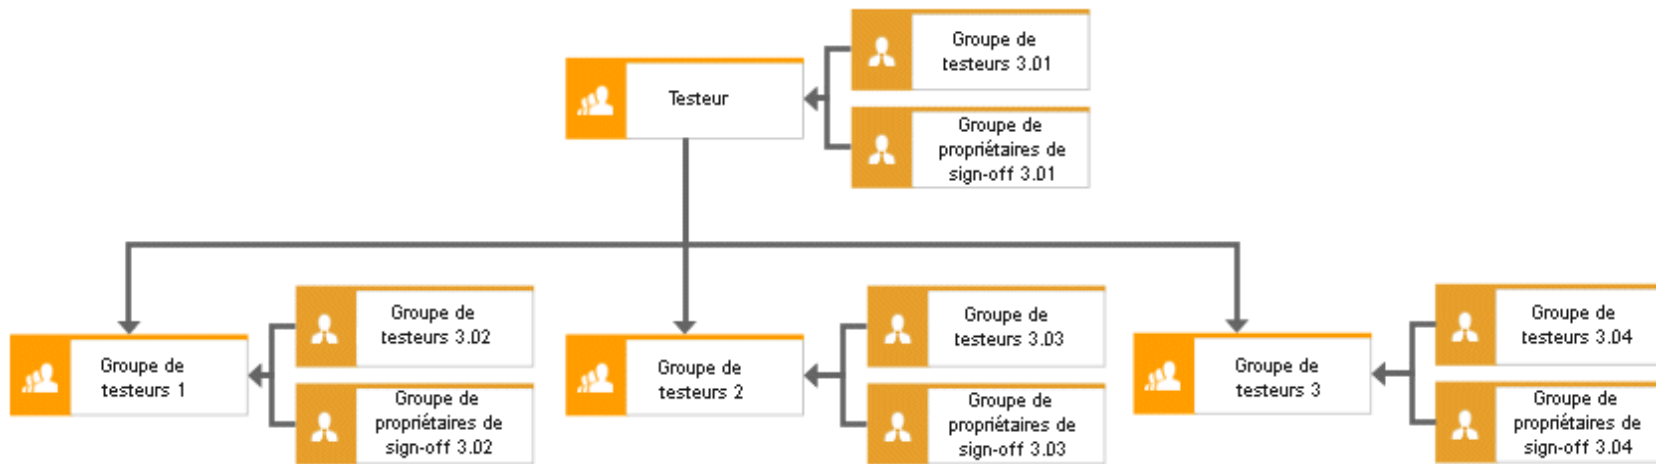 Groupe de
testeurs 3.01
Testeur
Groupe de
propriétaires de
sign-off 3.01
Groupe de
testeurs 3.02
Groupe de
testeurs 1
Groupe de
propriétaires de
sign-off 3.02
Groupe de
testeurs 3.03
Groupe de
testeurs 2
Groupe de
propriétaires de
sign-off 3.03
Groupe de
testeurs 3.04
Groupe de
testeurs 3
Groupe de
propriétaires de
sign-off 3.04